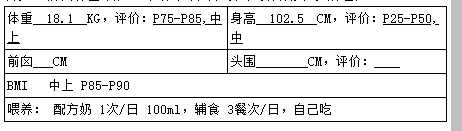 体重 18.1 KG，评价：P75-P85,中上
身高 102.5 CM，评价：P25-P50,中
前囟 CM
头围 CM，评价：
BMI 中上 P85-P90
喂养： 配方奶 1次/日 100ml，辅食 3餐次/日，自己吃